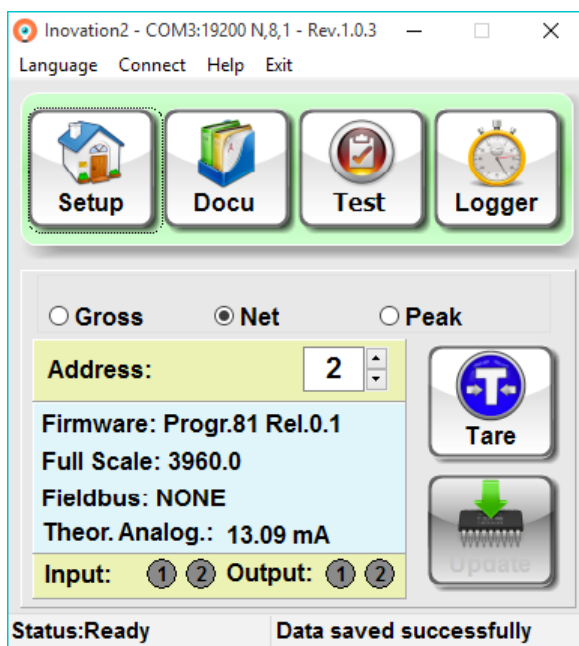 Inovation2 - COM3:19200 N,8,1 - Rev.1.0.3
Language Connect Help Exit
Setup Docu Test Logger
Gross Net Peak
Address: 2
Firmware: Progr.81 Rel.0.1
Full Scale: 3960.0
Fieldbus: NONE
Theor. Analog.: 13.09 mA
Tare
Input: 1 2 Output: 1 2
Update
Status:Ready Data saved successfully